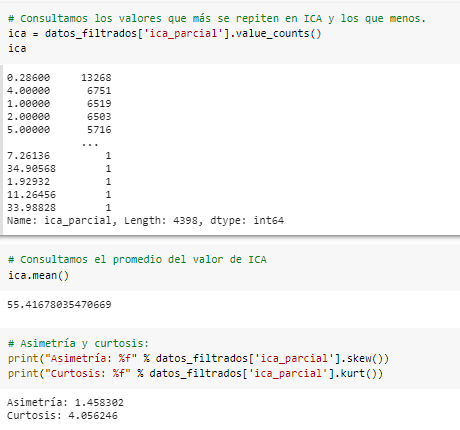 # Consultamos los valores que más se repiten en ICA y los que menos.
ica = datos_filtrados['ica_parcial'].value_counts()
ica
0.28600     13268
4.00000      6751
1.00000      6519
2.00000      6503
5.00000      5716
            ...
7.26136         1
34.90568        1
1.92932         1
11.26456        1
33.98828        1
Name: ica_parcial, Length: 4398, dtype: int64
# Consultamos el promedio del valor de ICA
ica.mean()
55.41678035470669
# Asimetría y curtosis:
print("Asimetría: %f" % datos_filtrados['ica_parcial'].skew())
print("Curtosis: %f" % datos_filtrados['ica_parcial'].kurt())
Asimetría: 1.458302
Curtosis: 4.056246